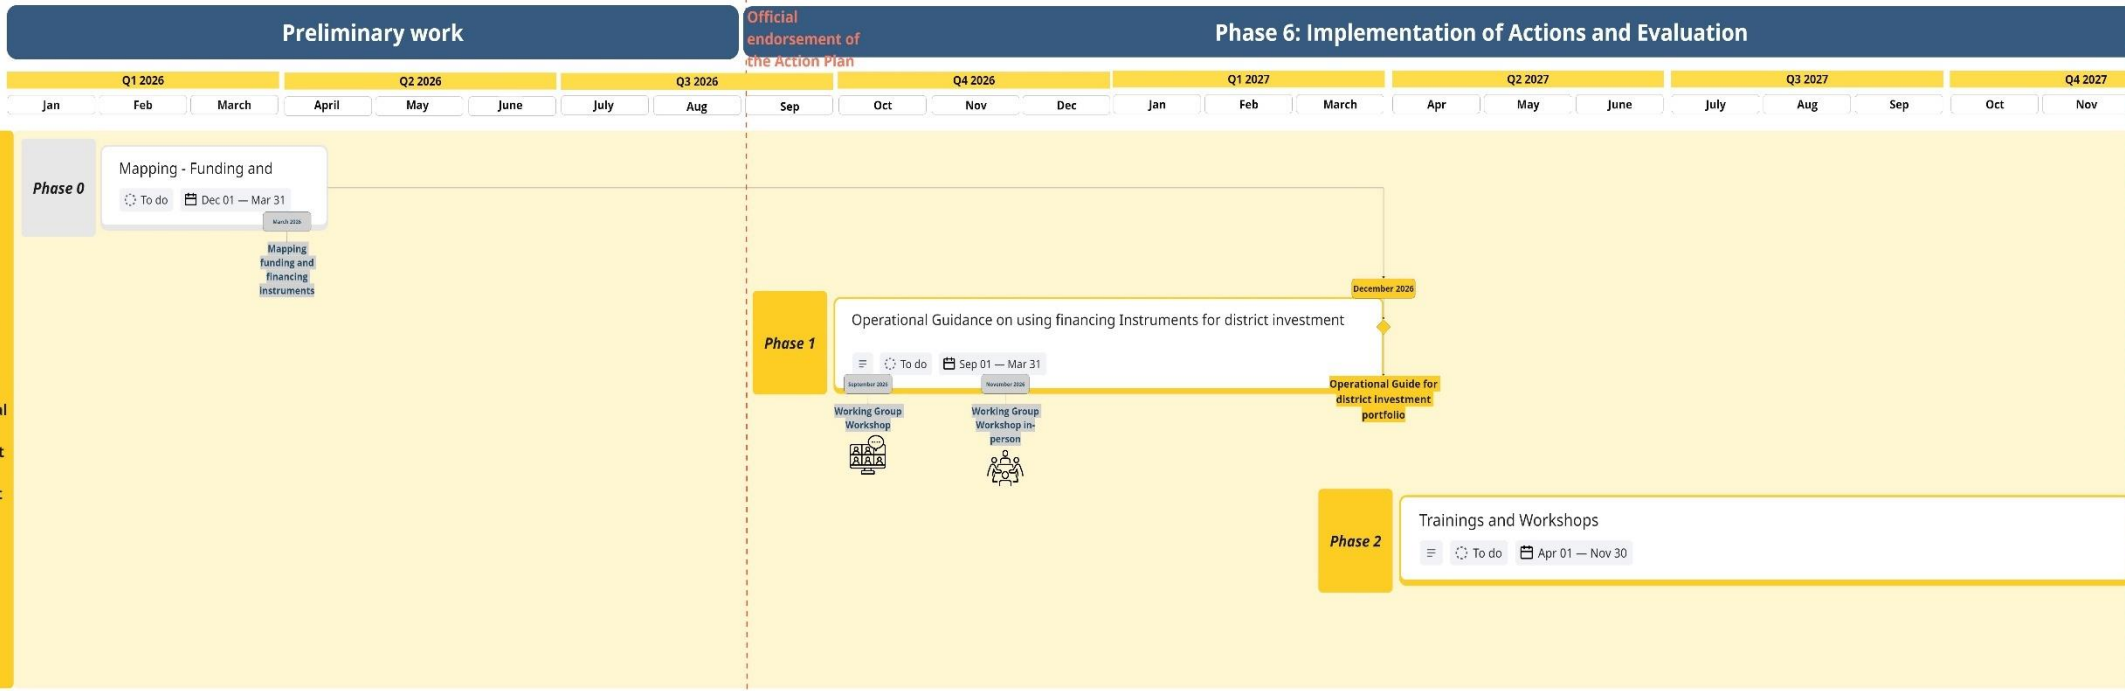 Preliminary work
Official
endorsement of
the Action Plan
Phase 6: Implementation of Actions and Evaluation
Q1 2026
Q2 2026
Q3 2026
Q4 2026
Q1 2027
Q2 2027
Q3 2027
Q4 2027
Jan
Feb
March
April
May
June
July
Aug
Sep
Oct
Nov
Dec
Jan
Feb
March
Apr
May
June
July
Aug
Sep
Oct
Nov
Phase 0
Mapping - Funding and
To do
Dec 01 — Mar 31
March 2026
Mapping
funding and
financing
instruments
December 2026
Phase 1
Operational Guidance on using financing Instruments for district investment
To do
Sep 01 — Mar 31
September 2026
November 2026
Operational Guide for
district investment
portfolio
Working Group
Workshop
Working Group
Workshop in-
person
Phase 2
Trainings and Workshops
To do
Apr 01 — Nov 30